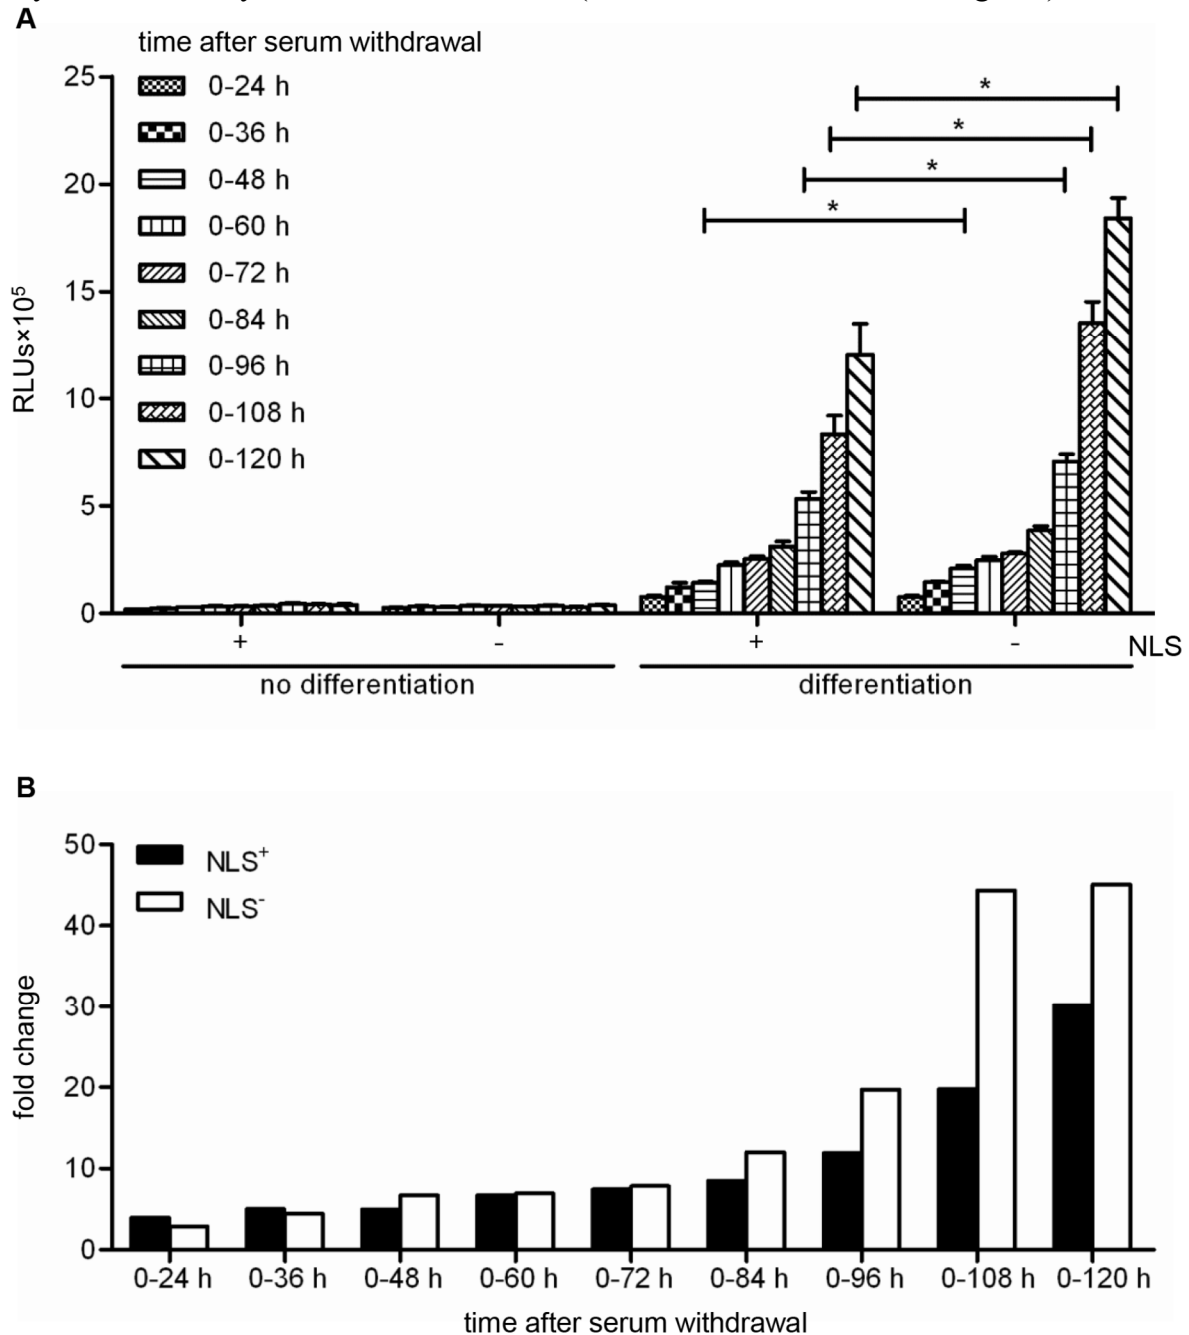 A
time after serum withdrawal
0-24 h
0-36 h
0-48 h
0-60 h
0-72 h
0-84 h
0-96 h
0-108 h
0-120 h
25
20
15
10
5
0
RLUs×10⁵
*
*
*
*
+ - + - NLS
no differentiation differentiation
B
NLS⁺
NLS⁻
50
40
30
20
10
0
fold change
0-24 h 0-36 h 0-48 h 0-60 h 0-72 h 0-84 h 0-96 h 0-108 h 0-120 h
time after serum withdrawal